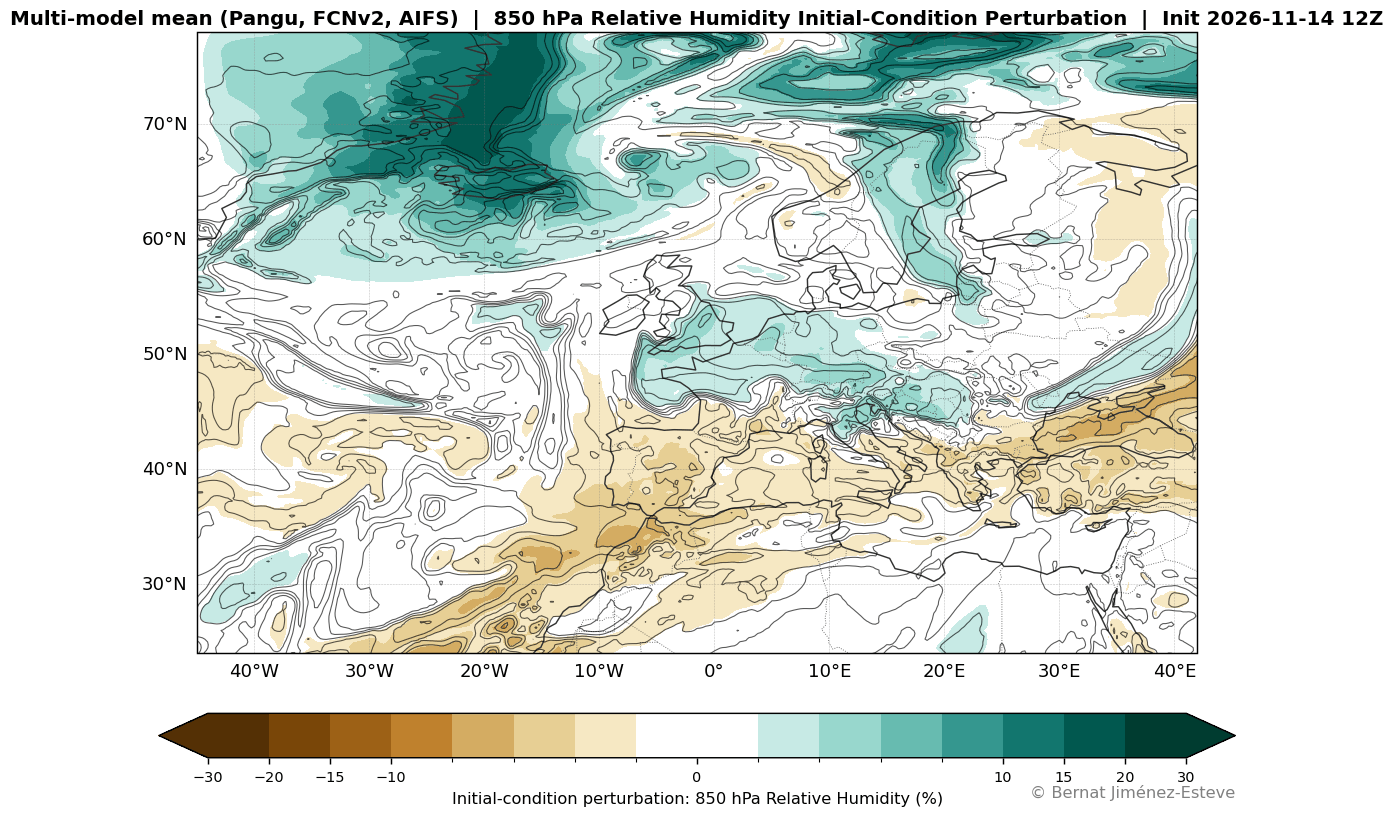 Multi-model mean (Pangu, FCNv2, AIFS)  |  850 hPa Relative Humidity Initial-Condition Perturbation  |  Init 2026-11-14 12Z
70°N
60°N
50°N
40°N
30°N
40°W 30°W 20°W 10°W 0° 10°E 20°E 30°E 40°E
−30 −20 −15 −10 0 10 15 20 30
Initial-condition perturbation: 850 hPa Relative Humidity (%)
© Bernat Jiménez-Esteve